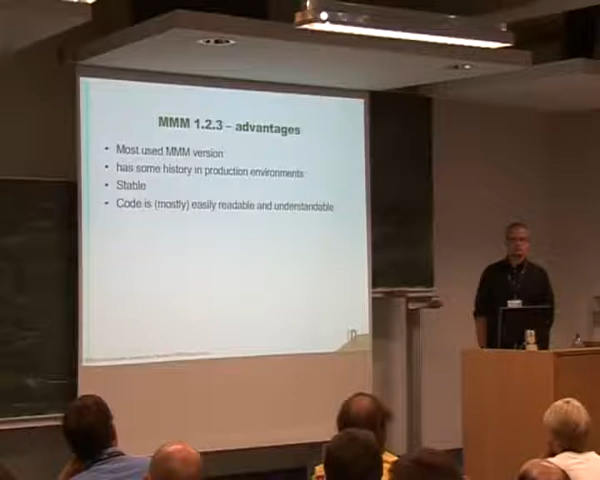 MMM 1.2.3 – advantages
• Most used MMM version
• has some history in production environments
• Stable
• Code is (mostly) easily readable and understandable